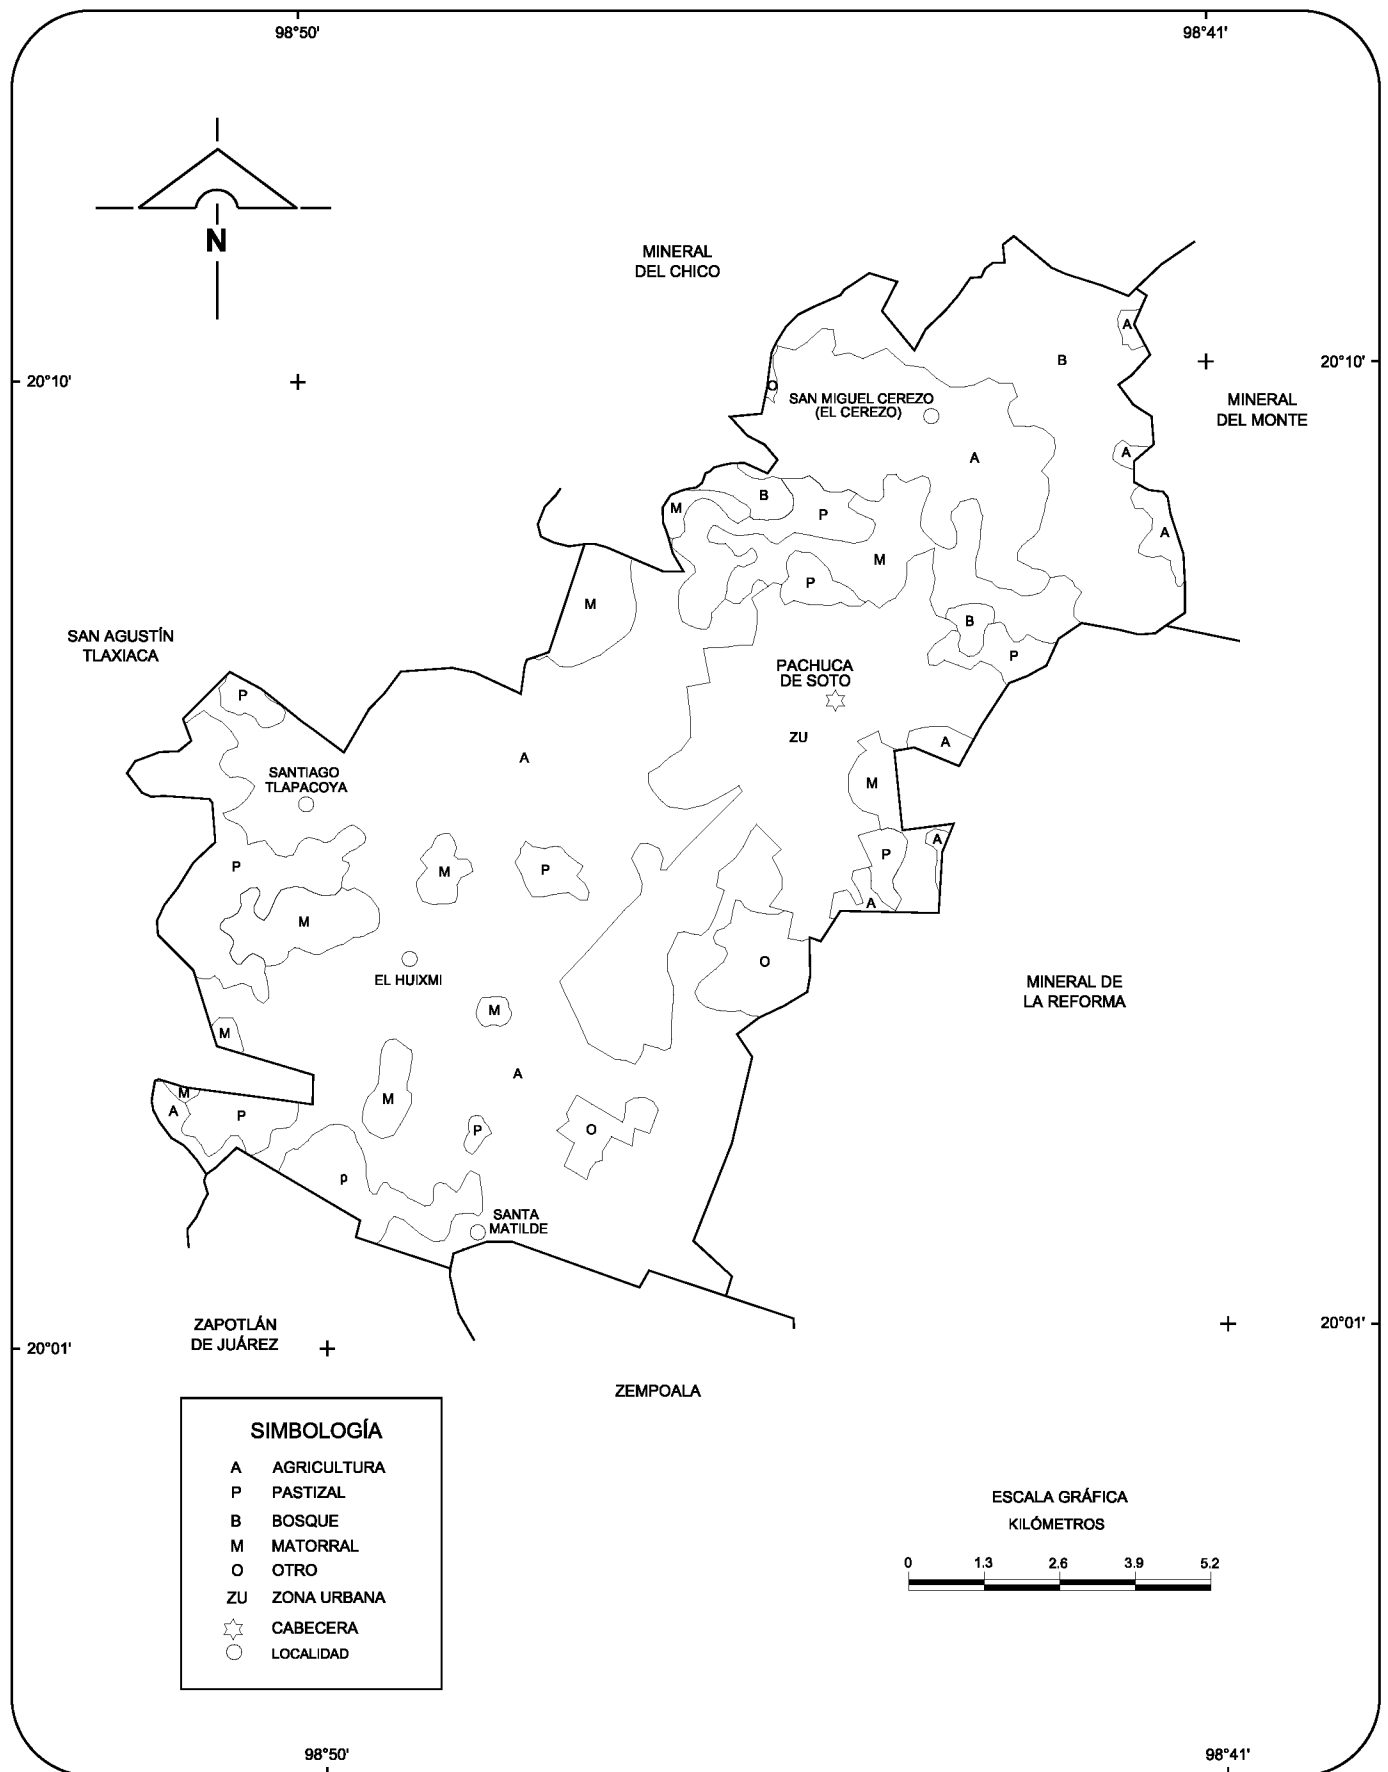 98°50'
98°41'
N
MINERAL
DEL CHICO
A
B
20°10'
20°10'
O
SAN MIGUEL CEREZO
(EL CEREZO)
MINERAL
DEL MONTE
A
A
B
M
P
A
M
P
M
B
SAN AGUSTÍN
TLAXIACA
P
PACHUCA
DE SOTO
P
ZU
A
A
SANTIAGO
TLAPACOYA
M
A
P
P
M
P
A
M
O
EL HUIXMI
MINERAL DE
LA REFORMA
M
M
A
M
M
A
P
P
O
p
SANTA
MATILDE
ZAPOTLÁN
DE JUÁREZ
20°01'
20°01'
ZEMPOALA
SIMBOLOGÍA
A AGRICULTURA
P PASTIZAL
B BOSQUE
M MATORRAL
O OTRO
ZU ZONA URBANA
CABECERA
LOCALIDAD
ESCALA GRÁFICA
KILÓMETROS
0 1.3 2.6 3.9 5.2
98°50'
98°41'